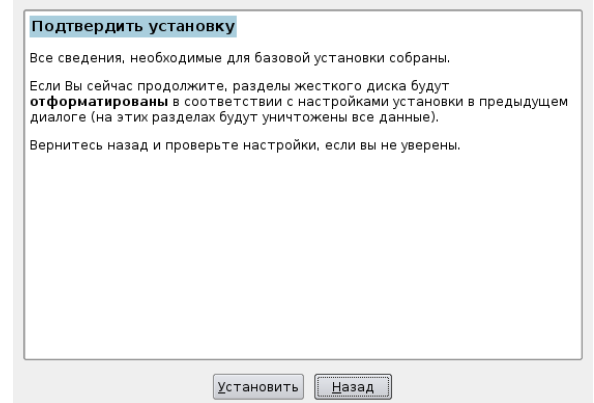 Подтвердить установку
Все сведения, необходимые для базовой установки собраны.
Если Вы сейчас продолжите, разделы жесткого диска будут
отформатированы в соответствии с настройками установки в предыдущем
диалоге (на этих разделах будут уничтожены все данные).
Вернитесь назад и проверьте настройки, если вы не уверены.
Установить Назад